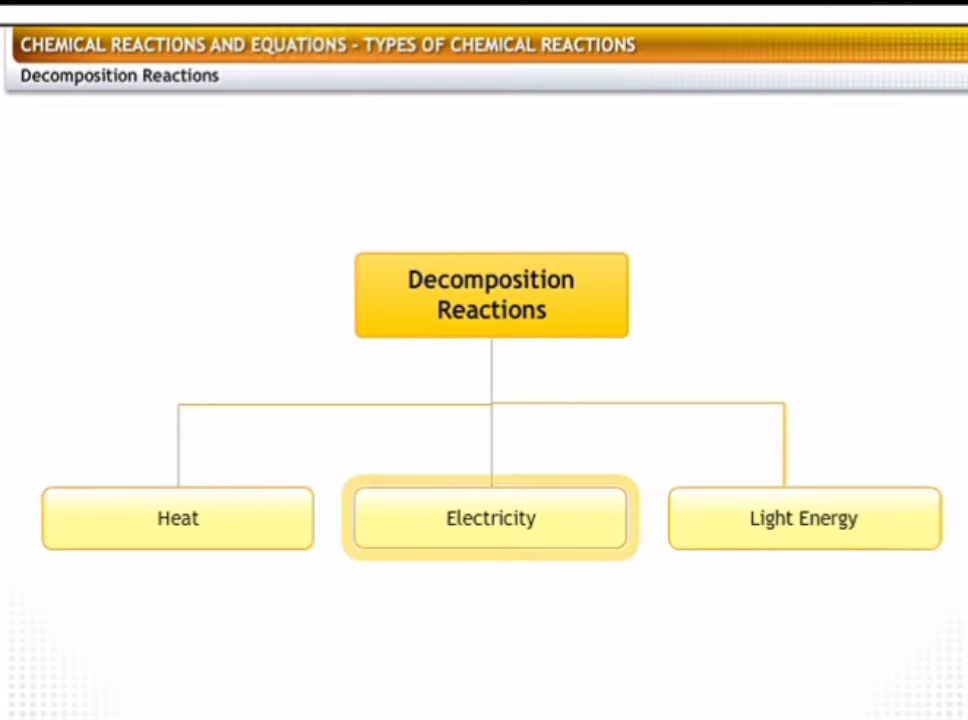 CHEMICAL REACTIONS AND EQUATIONS - TYPES OF CHEMICAL REACTIONS
Decomposition Reactions
Decomposition
Reactions
Heat
Electricity
Light Energy